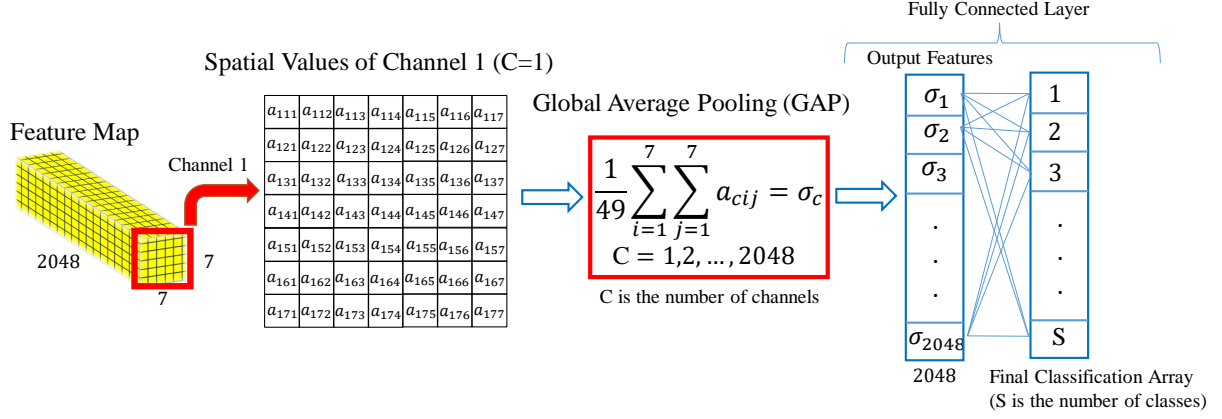 Fully Connected Layer
Output Features
Spatial Values of Channel 1 (C=1)
Global Average Pooling (GAP)
Feature Map
Channel 1
2048
7
7
a₁₁₁ a₁₁₂ a₁₁₃ a₁₁₄ a₁₁₅ a₁₁₆ a₁₁₇
a₁₂₁ a₁₂₂ a₁₂₃ a₁₂₄ a₁₂₅ a₁₂₆ a₁₂₇
a₁₃₁ a₁₃₂ a₁₃₃ a₁₃₄ a₁₃₅ a₁₃₆ a₁₃₇
a₁₄₁ a₁₄₂ a₁₄₃ a₁₄₄ a₁₄₅ a₁₄₆ a₁₄₇
a₁₅₁ a₁₅₂ a₁₅₃ a₁₅₄ a₁₅₅ a₁₅₆ a₁₅₇
a₁₆₁ a₁₆₂ a₁₆₃ a₁₆₄ a₁₆₅ a₁₆₆ a₁₆₇
a₁₇₁ a₁₇₂ a₁₇₃ a₁₇₄ a₁₇₅ a₁₇₆ a₁₇₇
1/49 ∑_{i=1}^{7} ∑_{j=1}^{7} a_{cij} = σ_c
C = 1,2, … , 2048
C is the number of channels
σ₁
σ₂
σ₃
.
.
.
σ₂₀₄₈
2048
1
2
3
.
.
.
S
Final Classification Array
(S is the number of classes)